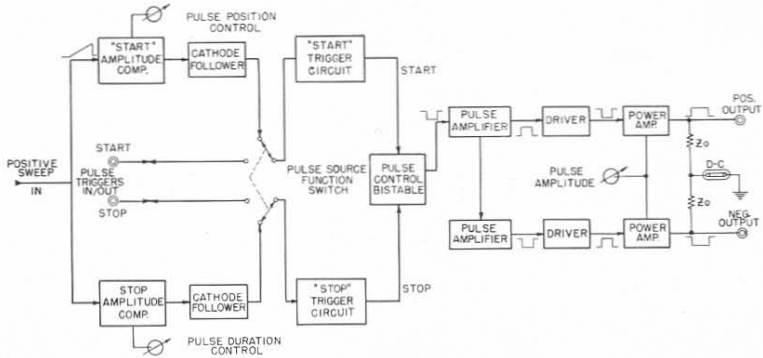 PULSE POSITION
CONTROL
"START"
AMPLITUDE
COMP.
CATHODE
FOLLOWER
"START"
TRIGGER
CIRCUIT
START
START
POSITIVE
SWEEP
IN
PULSE
TRIGGERS
IN/OUT
STOP
PULSE SOURCE
FUNCTION
SWITCH
PULSE
CONTROL
BISTABLE
PULSE
AMPLIFIER
DRIVER
POWER
AMP.
POS.
OUTPUT
Zo
D-C
PULSE
AMPLITUDE
Zo
PULSE
AMPLIFIER
DRIVER
POWER
AMP.
NEG.
OUTPUT
STOP
AMPLITUDE
COMP.
CATHODE
FOLLOWER
"STOP"
TRIGGER
CIRCUIT
STOP
PULSE DURATION
CONTROL